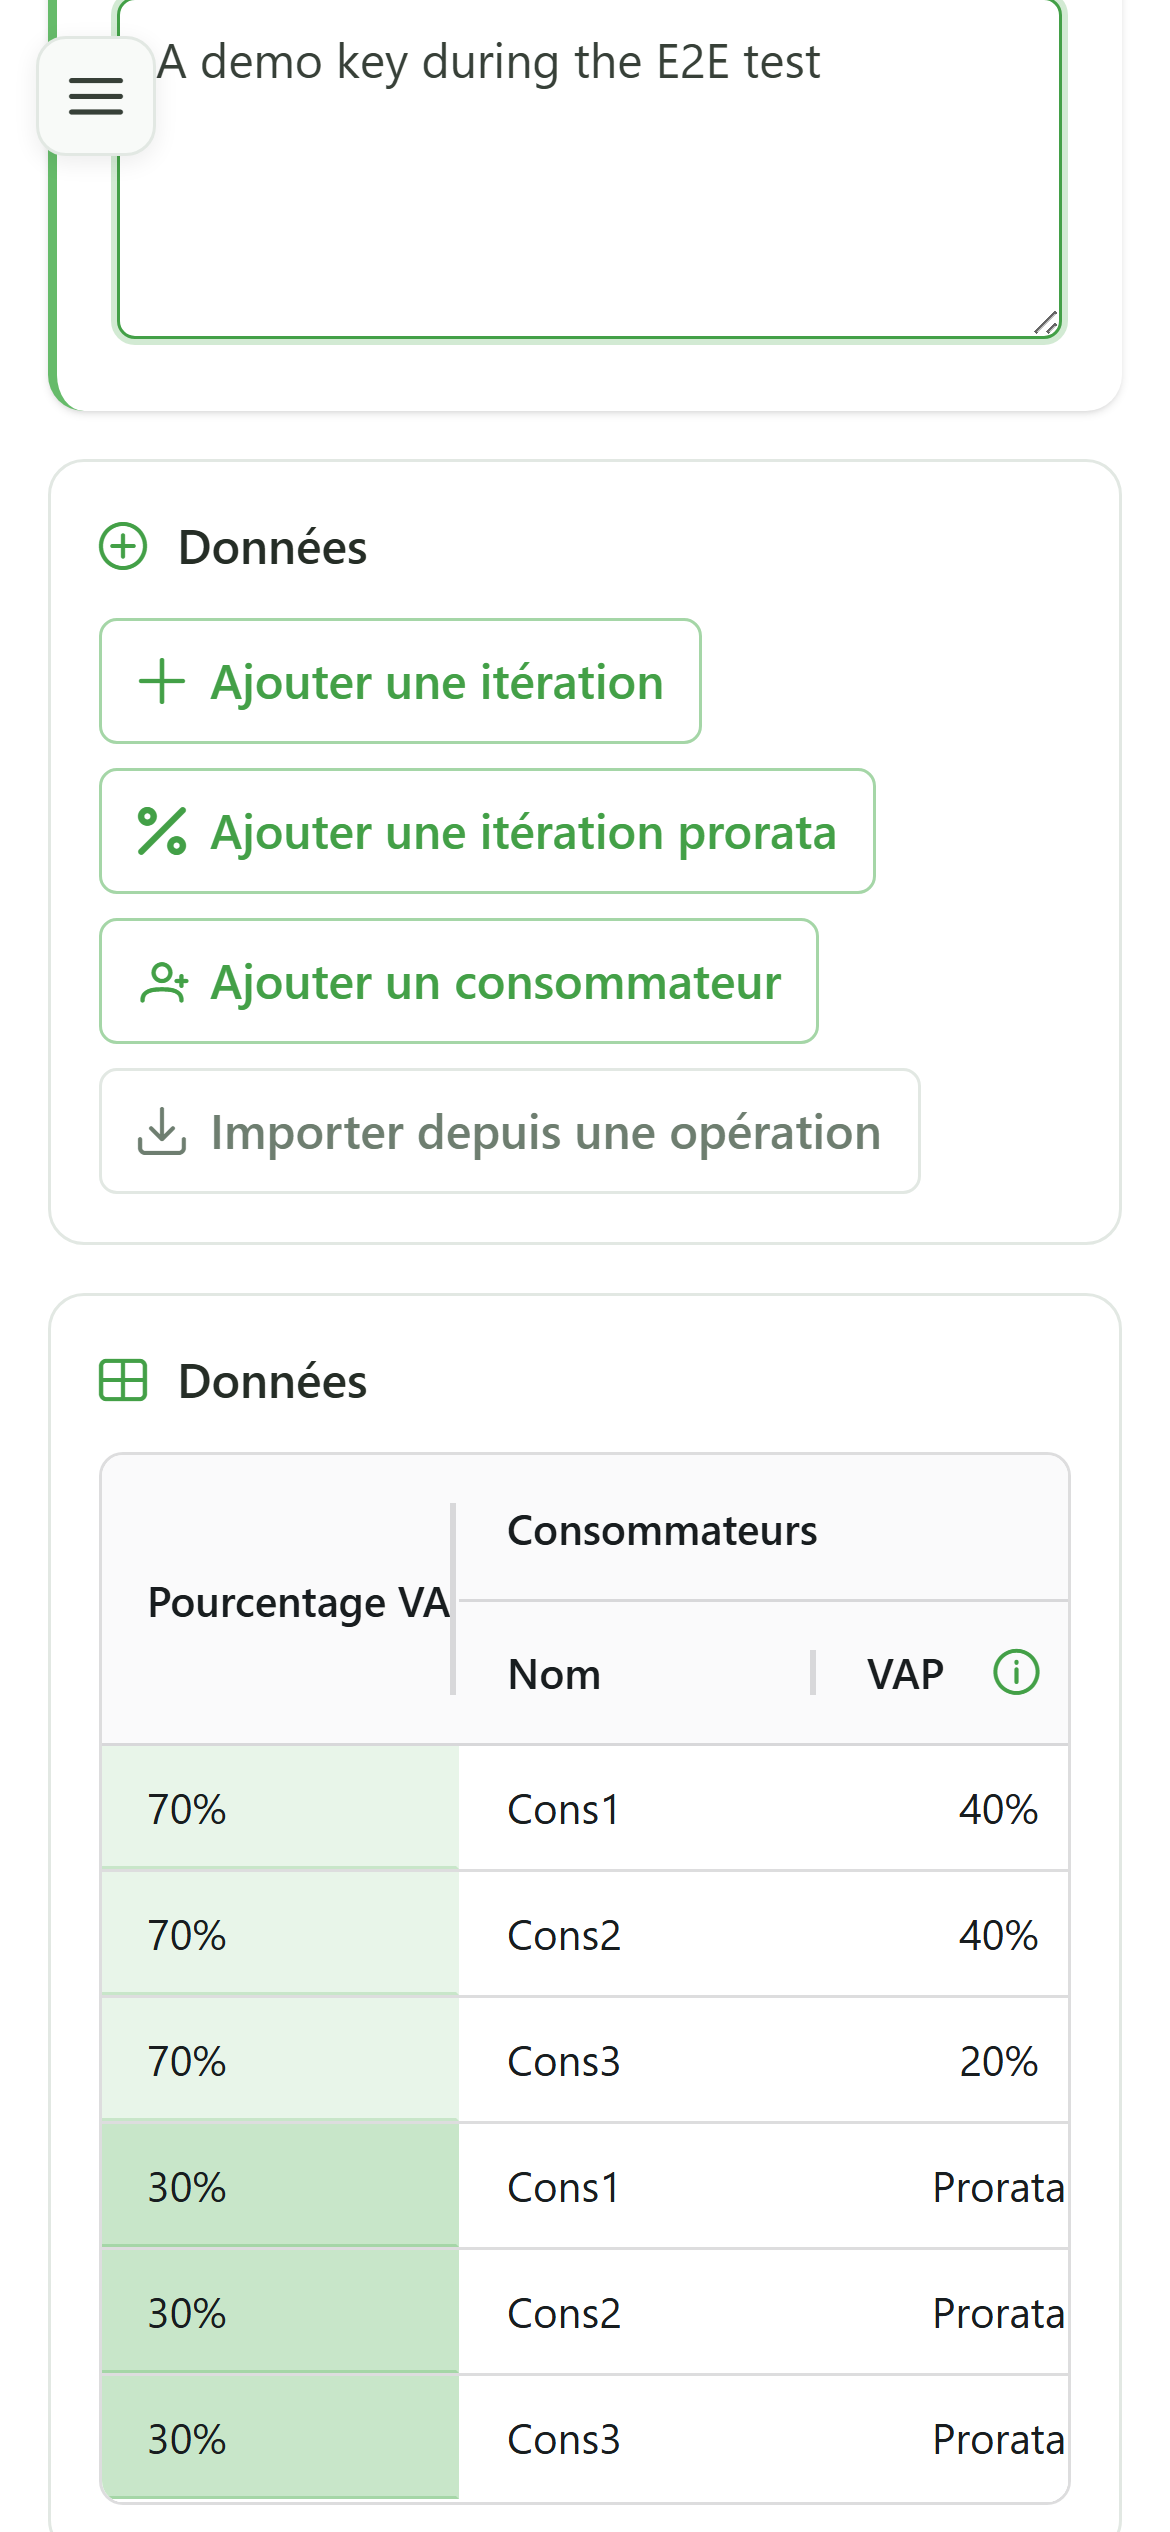 A demo key during the E2E test
Données
Ajouter une itération
Ajouter une itération prorata
Ajouter un consommateur
Importer depuis une opération
Données
Pourcentage VA
Consommateurs
Nom VAP
70% Cons1 40%
70% Cons2 40%
70% Cons3 20%
30% Cons1 Prorata
30% Cons2 Prorata
30% Cons3 Prorata